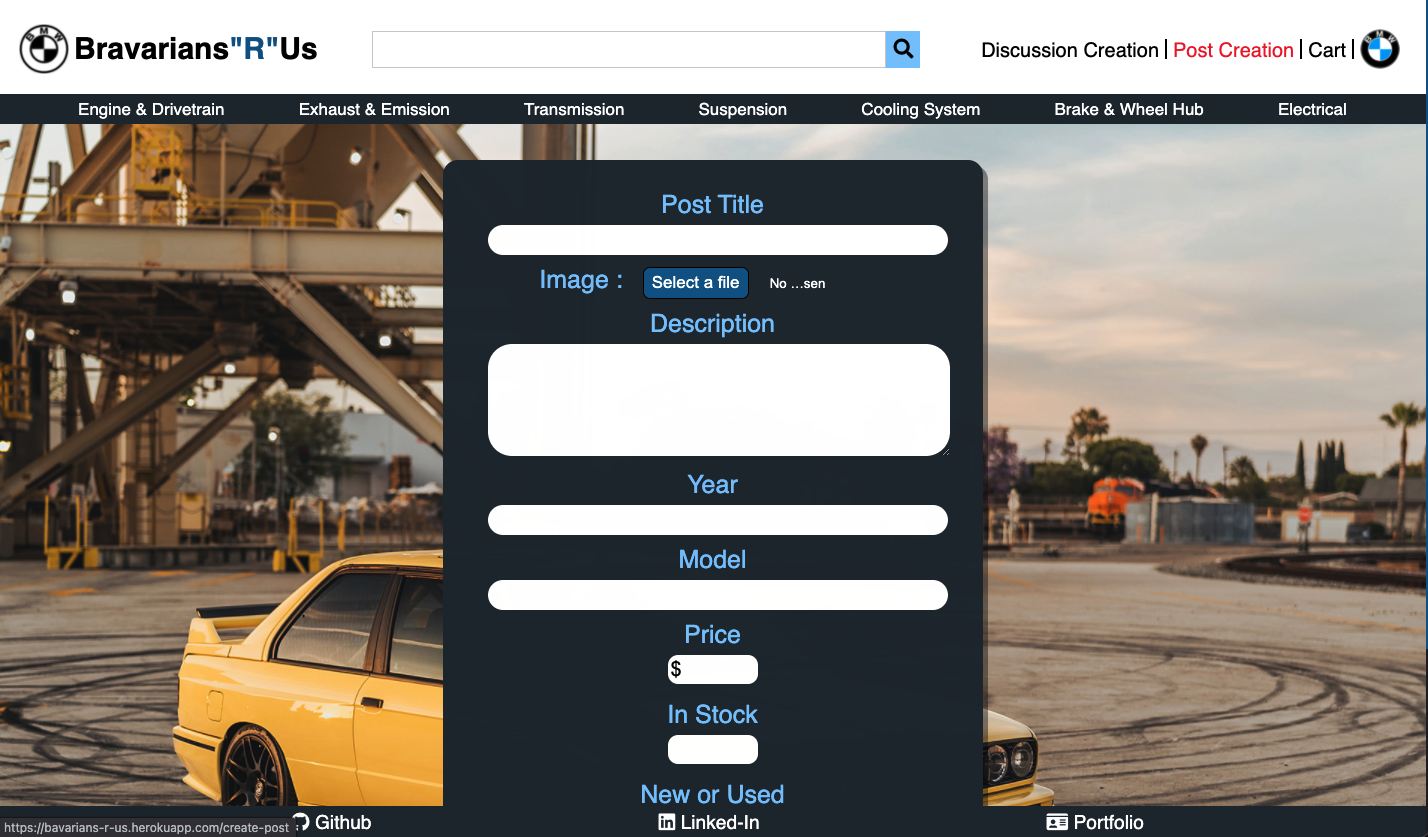 BMW Bravarians"R"Us
Discussion Creation | Post Creation | Cart | BMW
Engine & Drivetrain Exhaust & Emission Transmission Suspension Cooling System Brake & Wheel Hub Electrical
Post Title
Image : Select a file No ...sen
Description
Year
Model
Price
$
In Stock
New or Used
https://bavarians-r-us.herokuapp.com/create-post Github Linked-In Portfolio